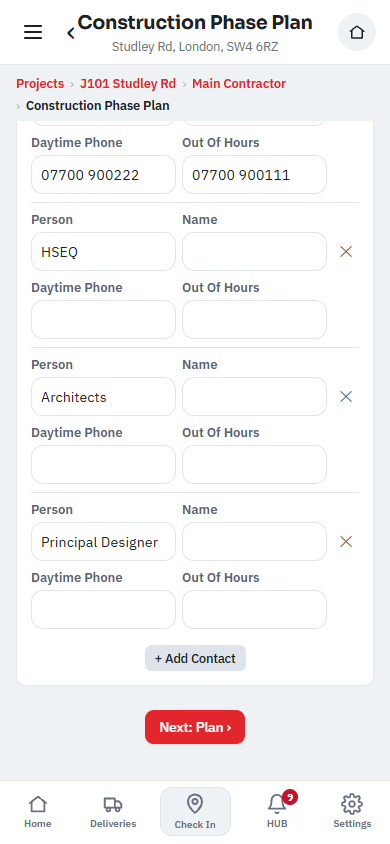 Construction Phase Plan
Studley Rd, London, SW4 6RZ
Projects › J101 Studley Rd › Main Contractor
› Construction Phase Plan
Daytime Phone Out Of Hours
07700 900222 07700 900111
Person Name
HSEQ
Daytime Phone Out Of Hours
Person Name
Architects
Daytime Phone Out Of Hours
Person Name
Principal Designer
Daytime Phone Out Of Hours
+ Add Contact
Next: Plan ›
9
Home Deliveries Check In HUB Settings